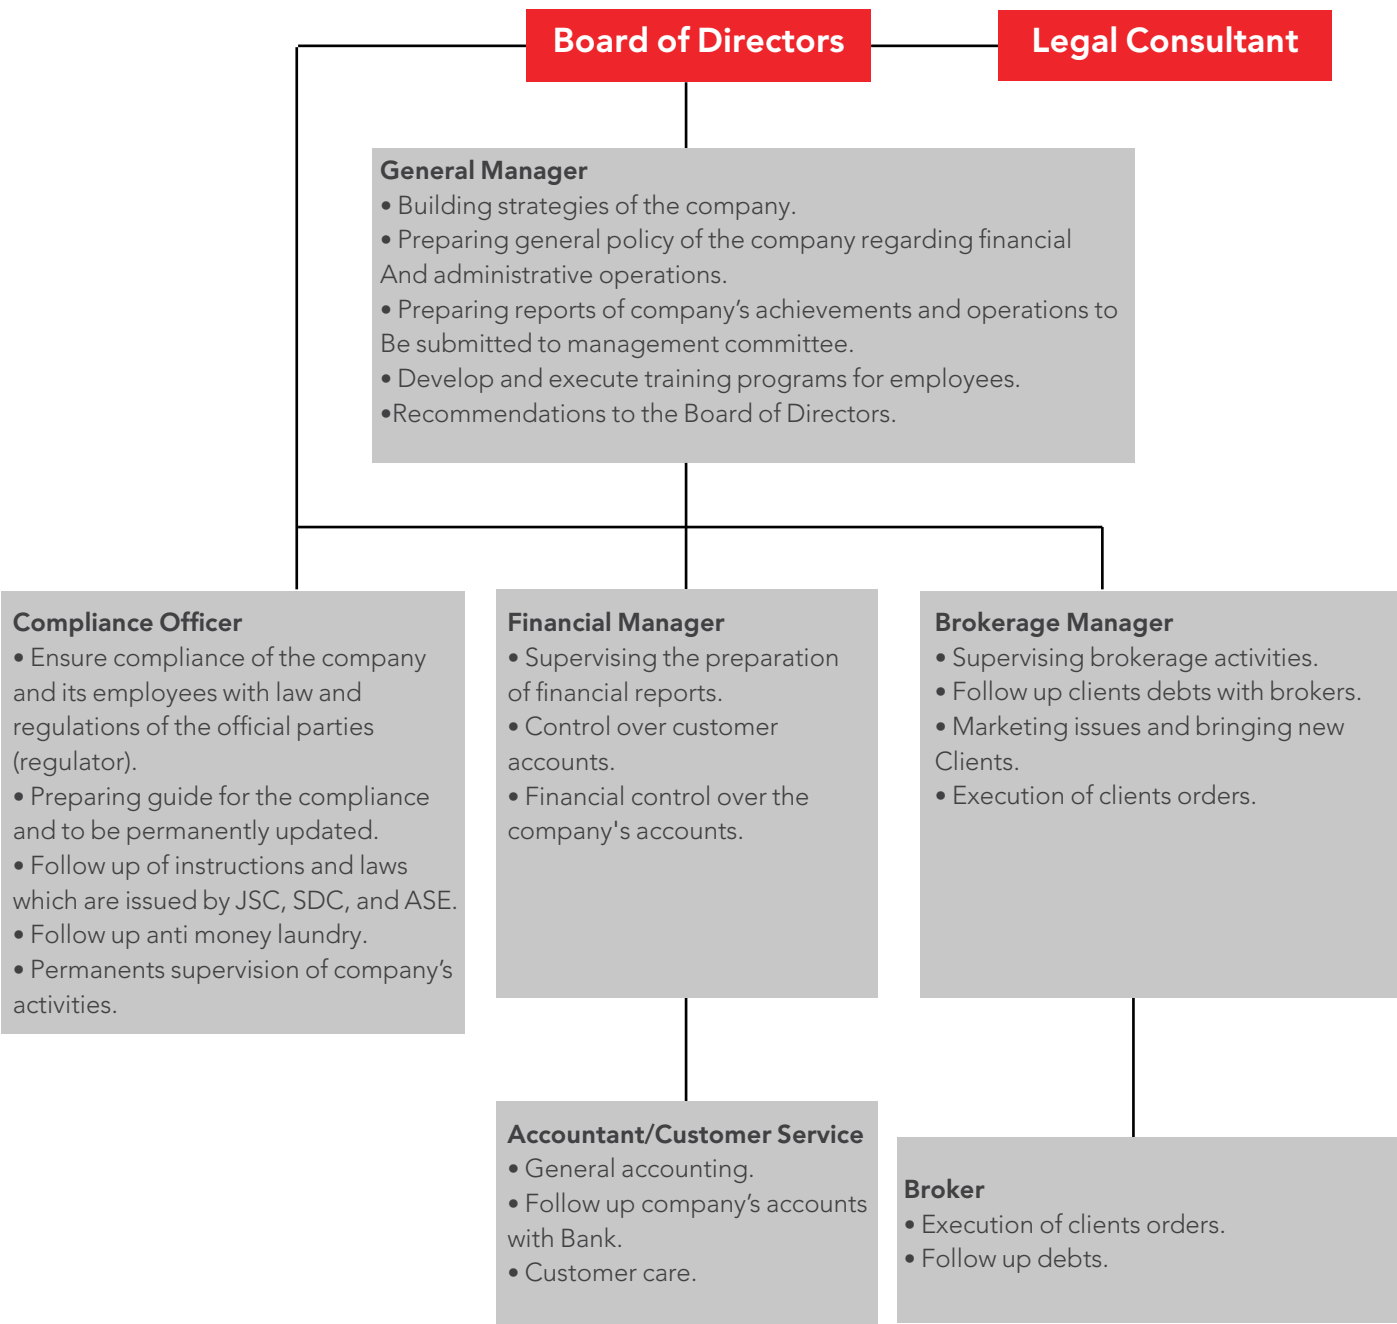 Board of Directors
Legal Consultant
General Manager
• Building strategies of the company.
• Preparing general policy of the company regarding financial
And administrative operations.
• Preparing reports of company’s achievements and operations to
Be submitted to management committee.
• Develop and execute training programs for employees.
•Recommendations to the Board of Directors.
Compliance Officer
• Ensure compliance of the company
and its employees with law and
regulations of the official parties
(regulator).
• Preparing guide for the compliance
and to be permanently updated.
• Follow up of instructions and laws
which are issued by JSC, SDC, and ASE.
• Follow up anti money laundry.
• Permanents supervision of company’s
activities.
Financial Manager
• Supervising the preparation
of financial reports.
• Control over customer
accounts.
• Financial control over the
company's accounts.
Brokerage Manager
• Supervising brokerage activities.
• Follow up clients debts with brokers.
• Marketing issues and bringing new
Clients.
• Execution of clients orders.
Accountant/Customer Service
• General accounting.
• Follow up company’s accounts
with Bank.
• Customer care.
Broker
• Execution of clients orders.
• Follow up debts.